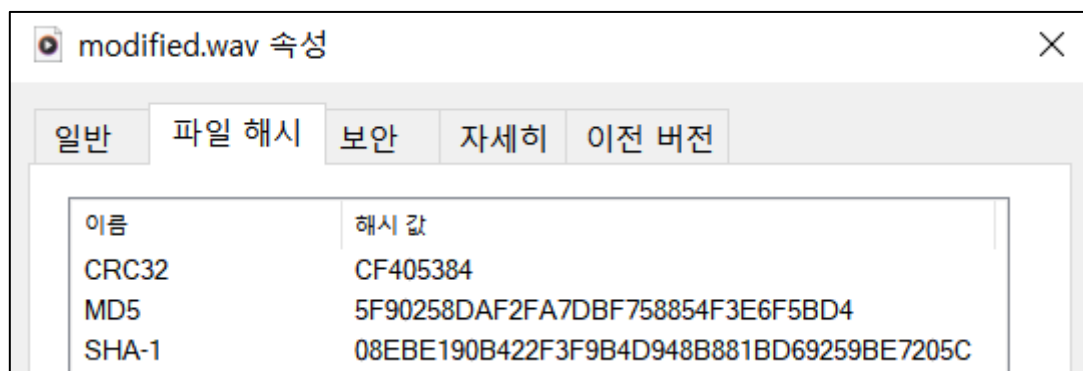 modified.wav 속성
일반 파일 해시 보안 자세히 이전 버전
이름 해시 값
CRC32 CF405384
MD5 5F90258DAF2FA7DBF758854F3E6F5BD4
SHA-1 08EBE190B422F3F9B4D948B881BD69259BE7205C